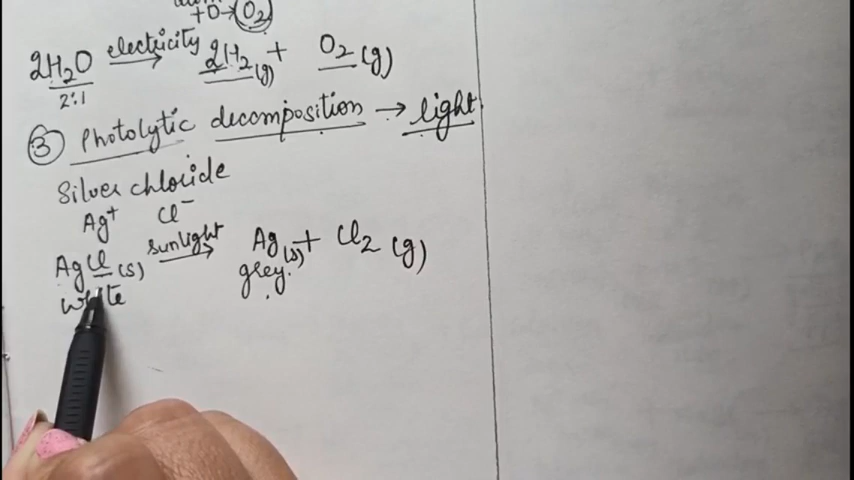 +O→O2
2H2O electricity → 2H2(g) + O2(g)
2:1
③ Photolytic decomposition → light
Silver chloride
Ag+ Cl−
AgCl(s) sunlight → Ag(s) + Cl2(g)
white grey